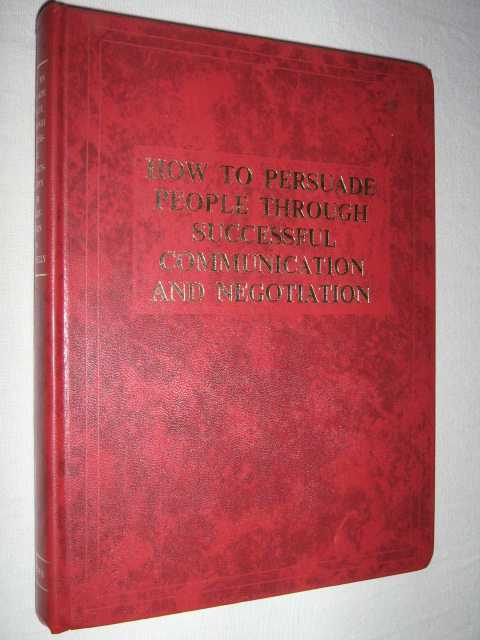 HOW TO PERSUADE
PEOPLE THROUGH
SUCCESSFUL
COMMUNICATION
AND NEGOTIATION